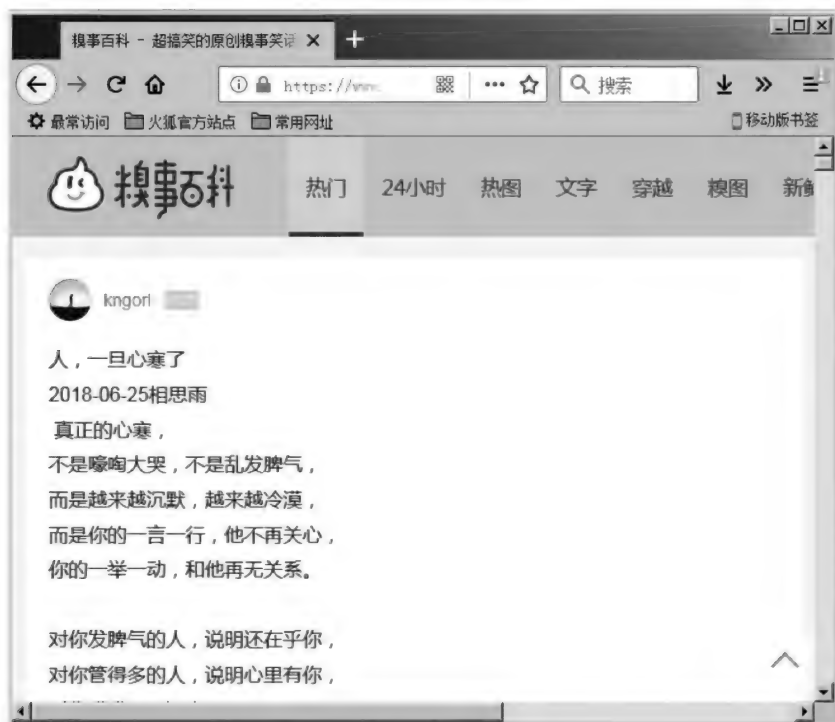 糗事百科 - 超搞笑的原创糗事笑话
https://www.
搜索
最常访问 火狐官方站点 常用网址 移动版书签
糗事百科 热门 24小时 热图 文字 穿越 糗图 新鲜
kngori
人，一旦心寒了
2018-06-25相思雨
真正的心寒，
不是嚎啕大哭，不是乱发脾气，
而是越来越沉默，越来越冷漠，
而是你的一言一行，他不再关心，
你的一举一动，和他再无关系。
对你发脾气的人，说明还在乎你，
对你管得多的人，说明心里有你，